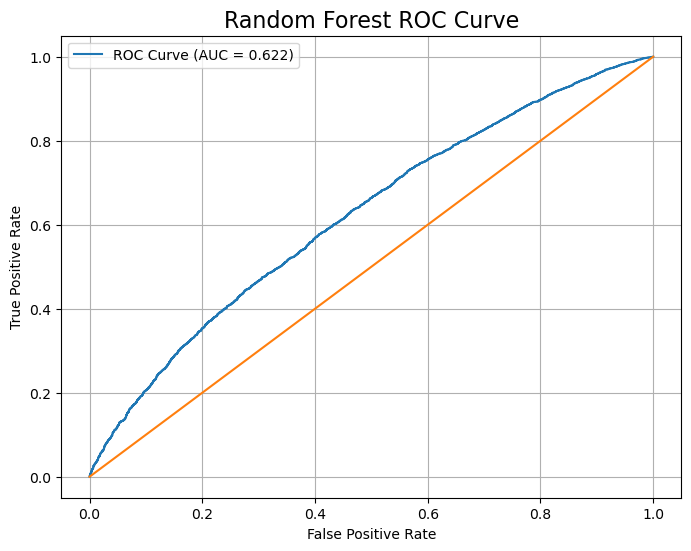 Random Forest ROC Curve
ROC Curve (AUC = 0.622)
True Positive Rate
1.0
0.8
0.6
0.4
0.2
0.0
0.0 0.2 0.4 0.6 0.8 1.0
False Positive Rate